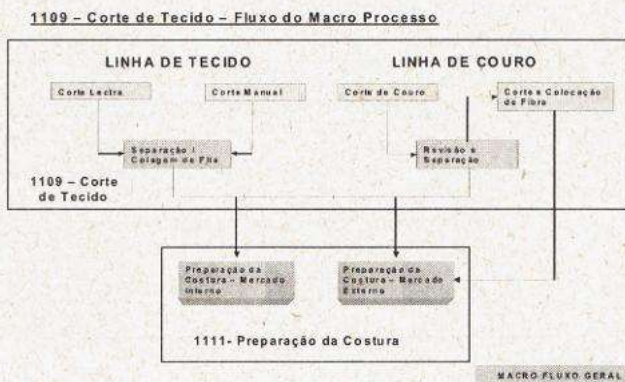 1109 – Corte de Tecido – Fluxo do Macro Processo
LINHA DE TECIDO
LINHA DE COURO
Corte Lectra
Corte Manual
Corte de Couro
Corte e Colocação
de Fibra
Separação /
Colagem de Fita
Revisão e
Separação
1109 – Corte
de Tecido
Preparação da
Costura – Mercado
Interno
Preparação da
Costura – Mercado
Externo
1111- Preparação da Costura
MACRO FLUXO GERAL